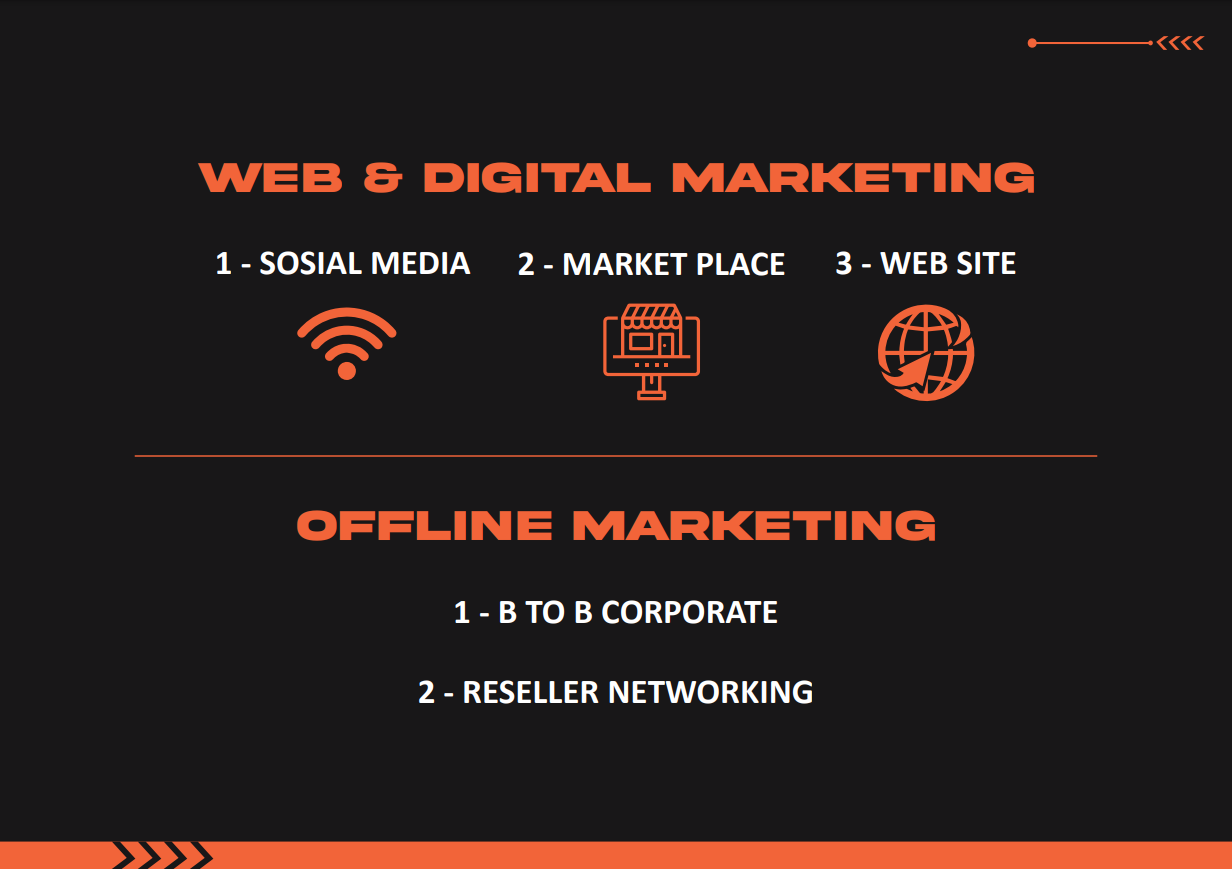 WEB & DIGITAL MARKETING
1 - SOSIAL MEDIA 2 - MARKET PLACE 3 - WEB SITE
OFFLINE MARKETING
1 - B TO B CORPORATE
2 - RESELLER NETWORKING